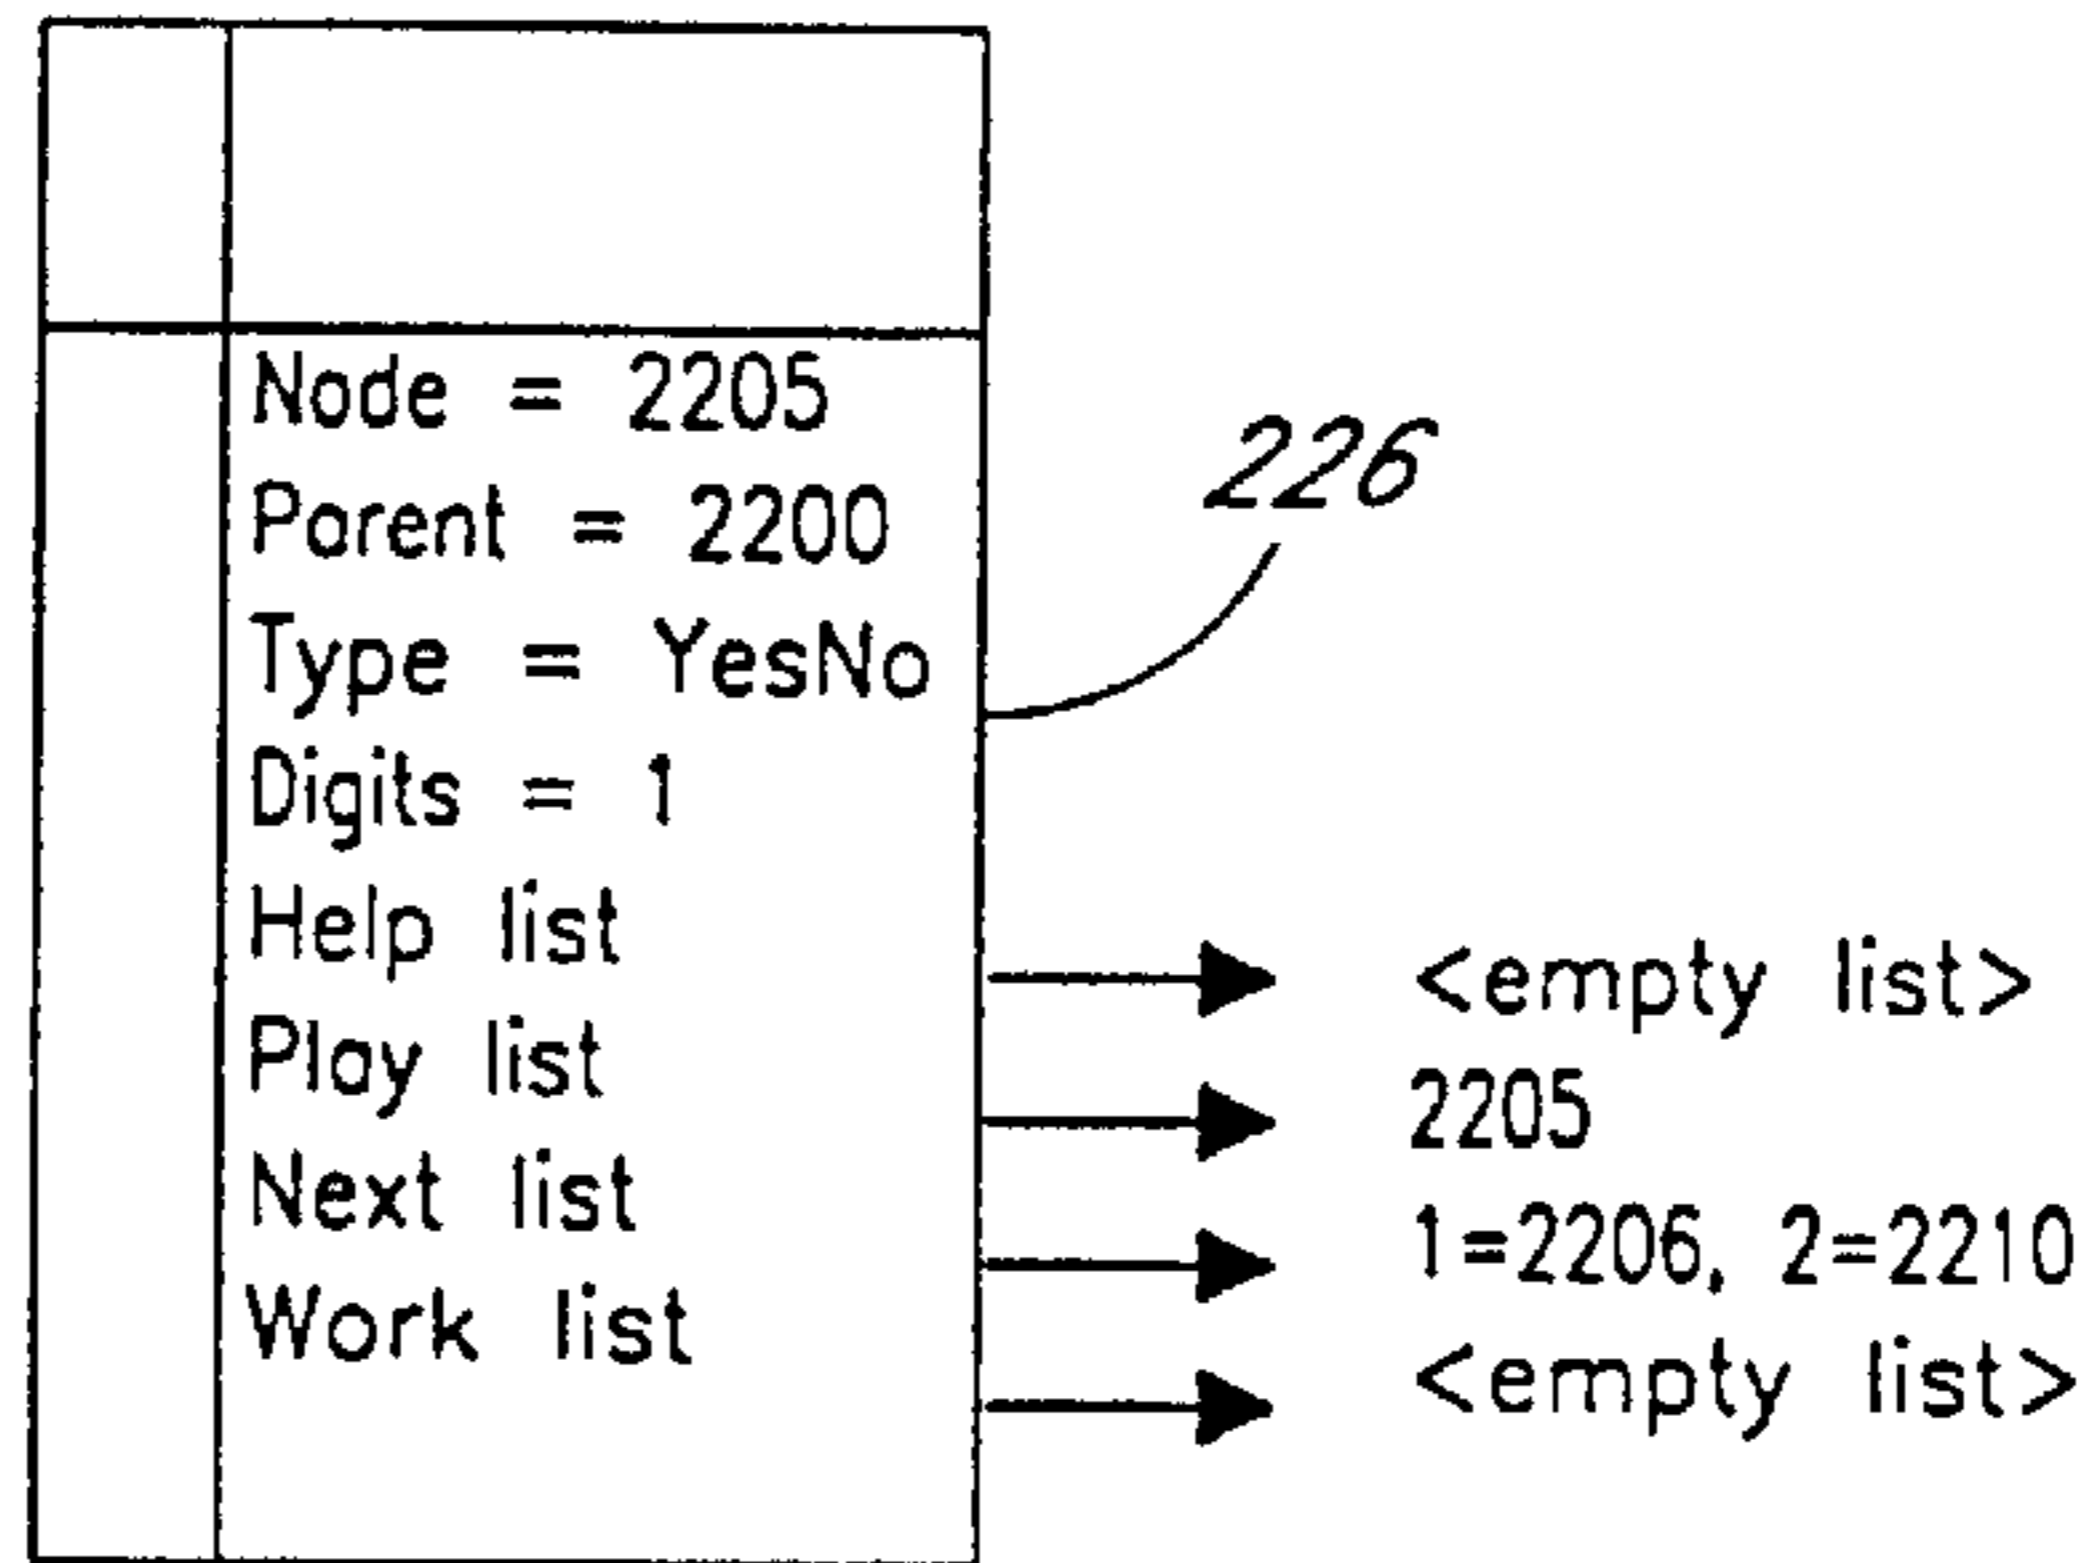 Node = 2205
Parent = 2200
226
Type = YesNo
Digits = 1
Help list
<empty list>
Play list
2205
Next list
1=2206, 2=2210
Work list
<empty list>